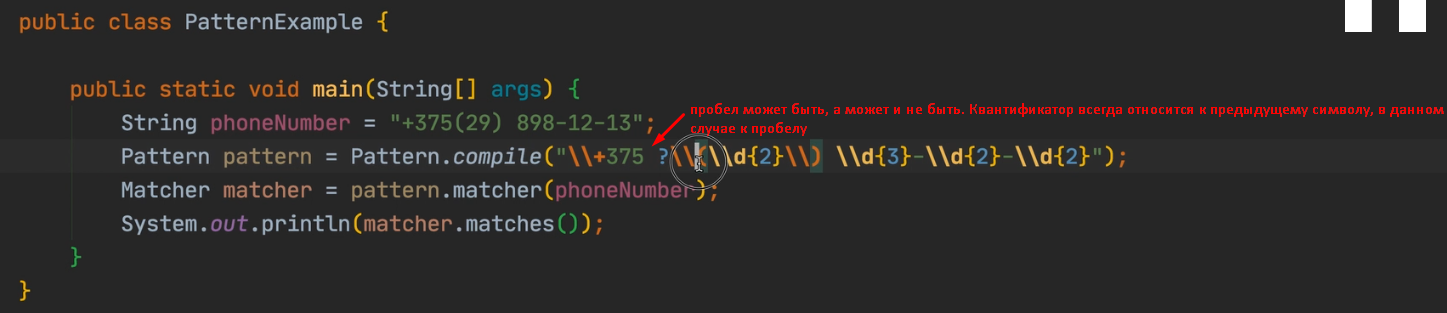 public class PatternExample {
public static void main(String[] args) {
пробел может быть, а может и не быть. Квантификатор всегда относится к предыдущему символу, в данном
String phoneNumber = "+375(29) 898-12-13";
случае к пробелу
Pattern pattern = Pattern.compile("\\+375 ?\\(\\d{2}\\) \\d{3}-\\d{2}-\\d{2}");
Matcher matcher = pattern.matcher(phoneNumber);
System.out.println(matcher.matches());
}
}